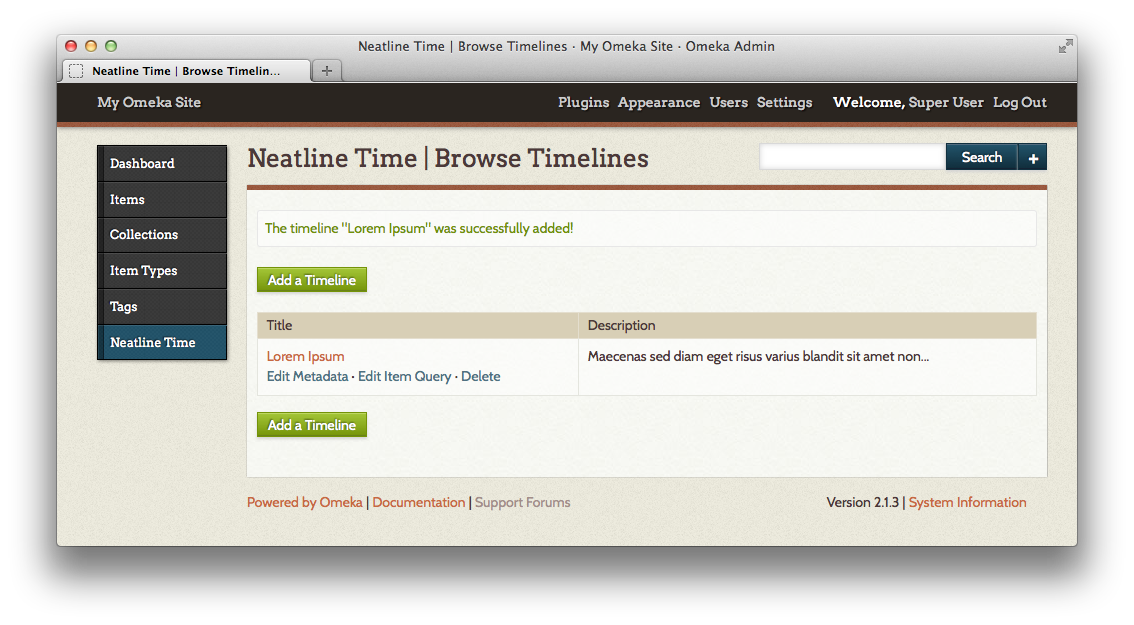 Neatline Time | Browse Timelines · My Omeka Site · Omeka Admin
Neatline Time | Browse Timelin...
My Omeka Site
Plugins Appearance Users Settings Welcome, Super User Log Out
Dashboard
Items
Collections
Item Types
Tags
Neatline Time
Neatline Time | Browse Timelines
Search +
The timeline "Lorem Ipsum" was successfully added!
Add a Timeline
Title Description
Lorem Ipsum Maecenas sed diam eget risus varius blandit sit amet non...
Edit Metadata · Edit Item Query · Delete
Add a Timeline
Powered by Omeka | Documentation | Support Forums
Version 2.1.3 | System Information